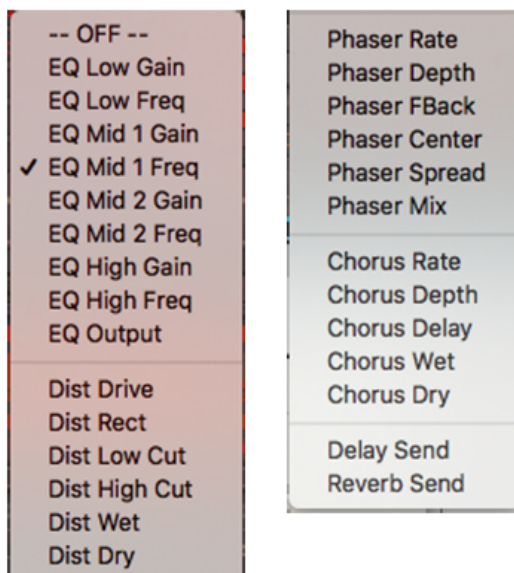 -- OFF --
EQ Low Gain
EQ Low Freq
EQ Mid 1 Gain
✓ EQ Mid 1 Freq
EQ Mid 2 Gain
EQ Mid 2 Freq
EQ High Gain
EQ High Freq
EQ Output
Dist Drive
Dist Rect
Dist Low Cut
Dist High Cut
Dist Wet
Dist Dry
Phaser Rate
Phaser Depth
Phaser FBack
Phaser Center
Phaser Spread
Phaser Mix
Chorus Rate
Chorus Depth
Chorus Delay
Chorus Wet
Chorus Dry
Delay Send
Reverb Send